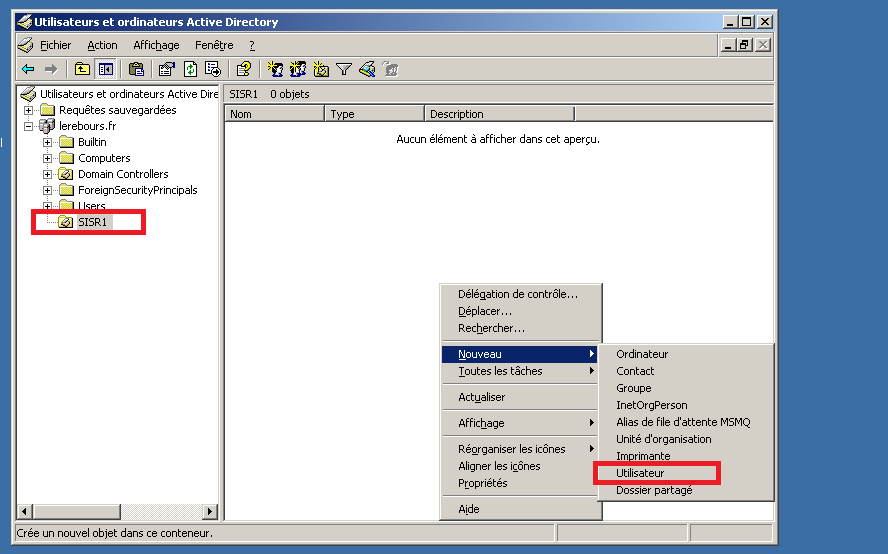 Utilisateurs et ordinateurs Active Directory
Fichier Action Affichage Fenêtre ?
Utilisateurs et ordinateurs Active Dire
Requêtes sauvegardées
lerebours.fr
Builtin
Computers
Domain Controllers
ForeignSecurityPrincipals
Users
SISR1
SISR1 0 objets
Nom Type Description
Aucun élément à afficher dans cet aperçu.
Délégation de contrôle...
Déplacer...
Rechercher...
Nouveau
Toutes les tâches
Actualiser
Affichage
Réorganiser les icônes
Aligner les icônes
Propriétés
Aide
Ordinateur
Contact
Groupe
InetOrgPerson
Alias de file d'attente MSMQ
Unité d'organisation
Imprimante
Utilisateur
Dossier partagé
Crée un nouvel objet dans ce conteneur.